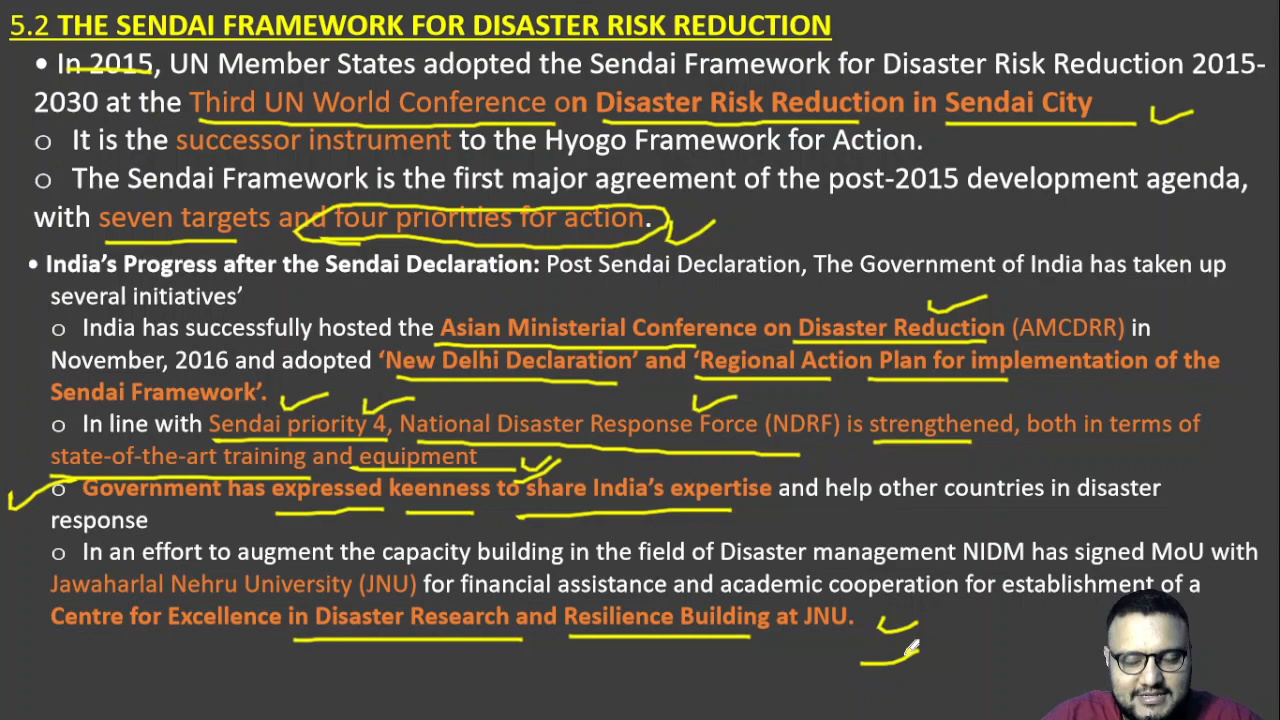 5.2 THE SENDAI FRAMEWORK FOR DISASTER RISK REDUCTION
• In 2015, UN Member States adopted the Sendai Framework for Disaster Risk Reduction 2015-
2030 at the Third UN World Conference on Disaster Risk Reduction in Sendai City
o It is the successor instrument to the Hyogo Framework for Action.
o The Sendai Framework is the first major agreement of the post-2015 development agenda,
with seven targets and four priorities for action.
• India's Progress after the Sendai Declaration: Post Sendai Declaration, The Government of India has taken up
several initiatives'
o India has successfully hosted the Asian Ministerial Conference on Disaster Reduction (AMCDRR) in
November, 2016 and adopted 'New Delhi Declaration' and 'Regional Action Plan for implementation of the
Sendai Framework'.
o In line with Sendai priority 4, National Disaster Response Force (NDRF) is strengthened, both in terms of
state-of-the-art training and equipment
o Government has expressed keenness to share India's expertise and help other countries in disaster
response
o In an effort to augment the capacity building in the field of Disaster management NIDM has signed MoU with
Jawaharlal Nehru University (JNU) for financial assistance and academic cooperation for establishment of a
Centre for Excellence in Disaster Research and Resilience Building at JNU.